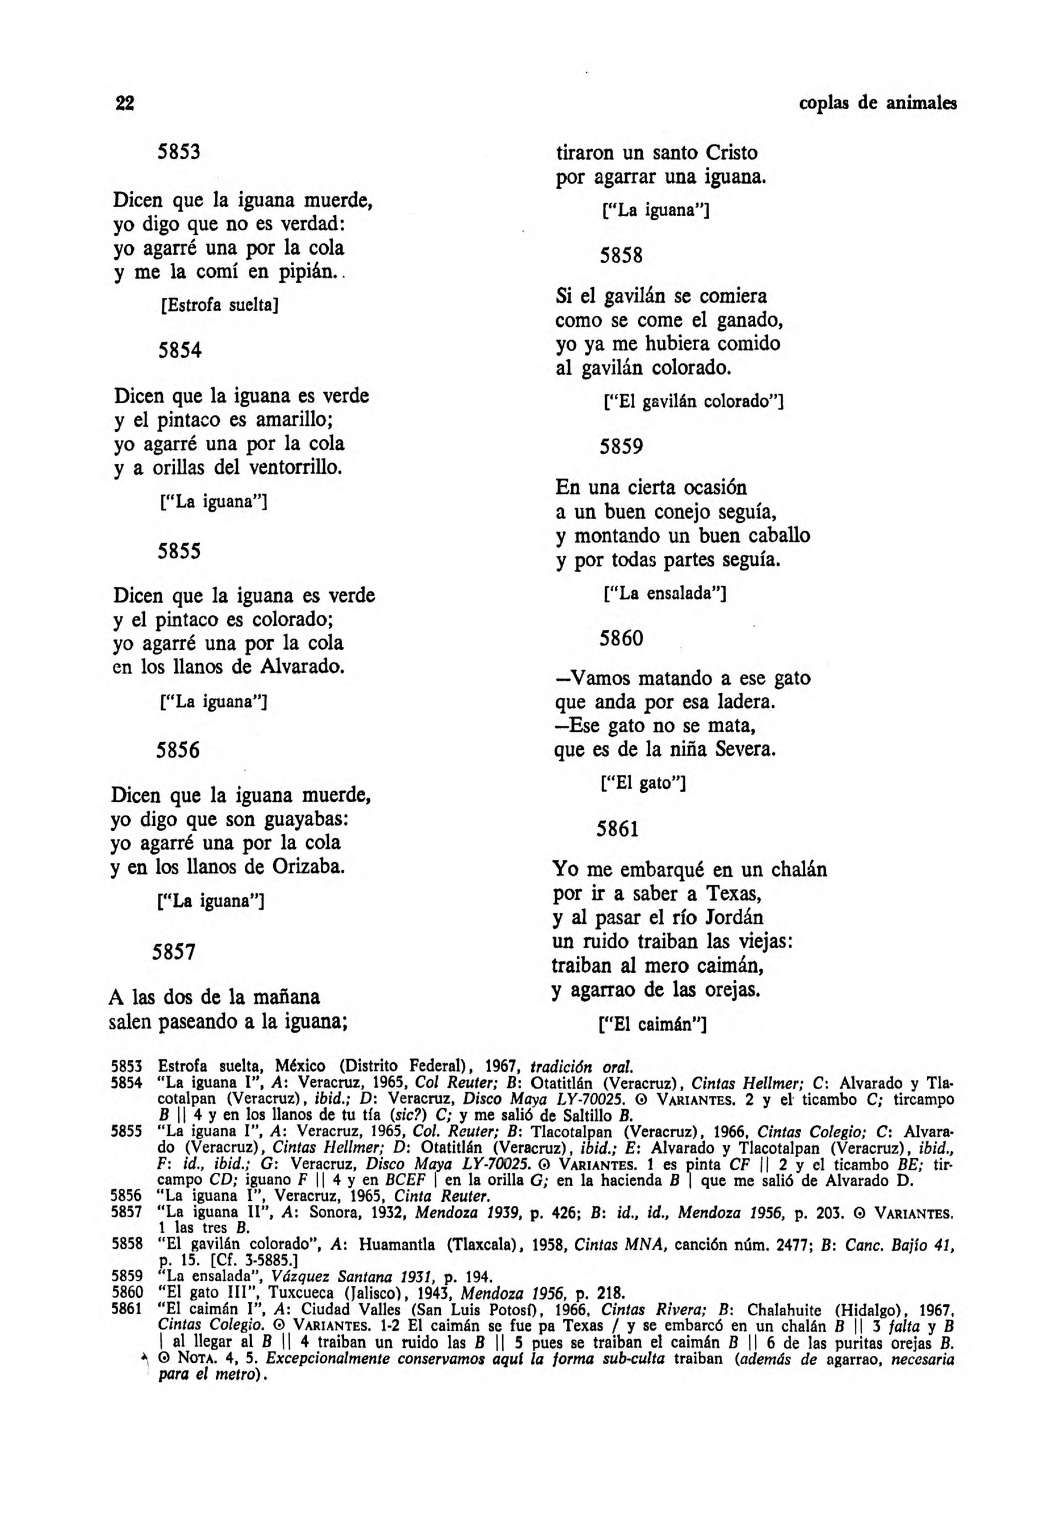 22
coplas de animales
5853
Dicen que la iguana muerde,
yo digo que no es verdad:
yo agarré una por la cola
y me la comí en pipián.
[Estrofa suelta]
5854
Dicen que la iguana es verde
y el pintaco es amarillo;
yo agarré una por la cola
y a orillas del ventorrillo.
["La iguana"]
5855
Dicen que la iguana es verde
y el pintaco es colorado;
yo agarré una por la cola
en los llanos de Alvarado.
["La iguana"]
5856
Dicen que la iguana muerde,
yo digo que son guayabas:
yo agarré una por la cola
y en los llanos de Orizaba.
["La iguana"]
5857
A las dos de la mañana
salen paseando a la iguana;
tiraron un santo Cristo
por agarrar una iguana.
["La iguana"]
5858
Si el gavilán se comiera
como se come el ganado,
yo ya me hubiera comido
al gavilán colorado.
["El gavilán colorado"]
5859
En una cierta ocasión
a un buen conejo seguía,
y montando un buen caballo
y por todas partes seguía.
["La ensalada"]
5860
—Vamos matando a ese gato
que anda por esa ladera.
—Ese gato no se mata,
que es de la niña Severa.
["El gato"]
5861
Yo me embarqué en un chalán
por ir a saber a Texas,
y al pasar el río Jordán
un ruido traiban las viejas:
traiban al mero caimán,
y agarrao de las orejas.
["El caimán"]
5853 Estrofa suelta, México (Distrito Federal), 1967, tradición oral.
5854 "La iguana I", A: Veracruz, 1965, Col Reuter; B: Otatitlán (Veracruz), Cintas Hellmer; C: Alvarado y Tla-
cotalpan (Veracruz), ibid.; D: Veracruz, Disco Maya LY-70025. ⊙ VARIANTES. 2 y el ticambo C; tircampo
B || 4 y en los llanos de tu tía (sic?) C; y me salió de Saltillo B.
5855 "La iguana I", A: Veracruz, 1965, Col. Reuter; B: Tlacotalpan (Veracruz), 1966, Cintas Colegio; C: Alvara-
do (Veracruz), Cintas Hellmer; D: Otatitlán (Veracruz), ibid.; E: Alvarado y Tlacotalpan (Veracruz), ibid.,
F: id., ibid.; G: Veracruz, Disco Maya LY-70025. ⊙ VARIANTES. 1 es pinta CF || 2 y el ticambo BE; tir-
campo CD; iguano F || 4 y en BCEF | en la orilla G; en la hacienda B | que me salió de Alvarado D.
5856 "La iguana I", Veracruz, 1965, Cinta Reuter.
5857 "La iguana II", A: Sonora, 1932, Mendoza 1939, p. 426; B: id., id., Mendoza 1956, p. 203. ⊙ VARIANTES.
1 las tres B.
5858 "El gavilán colorado", A: Huamantla (Tlaxcala), 1958, Cintas MNA, canción núm. 2477; B: Canc. Bajío 41,
p. 15. [Cf. 3-5885.]
5859 "La ensalada", Vázquez Santana 1931, p. 194.
5860 "El gato III", Tuxcueca (Jalisco), 1943, Mendoza 1956, p. 218.
5861 "El caimán I", A: Ciudad Valles (San Luis Potosí), 1966, Cintas Rivera; B: Chalahuite (Hidalgo), 1967,
Cintas Colegio. ⊙ VARIANTES. 1-2 El caimán se fue pa Texas / y se embarcó en un chalán B || 3 falta y B
| al llegar al B || 4 traiban un ruido las B || 5 pues se traiban el caimán B || 6 de las puritas orejas B.
⊙ NOTA. 4, 5. Excepcionalmente conservamos aquí la forma sub-culta traiban (además de agarrao, necesaria
para el metro).